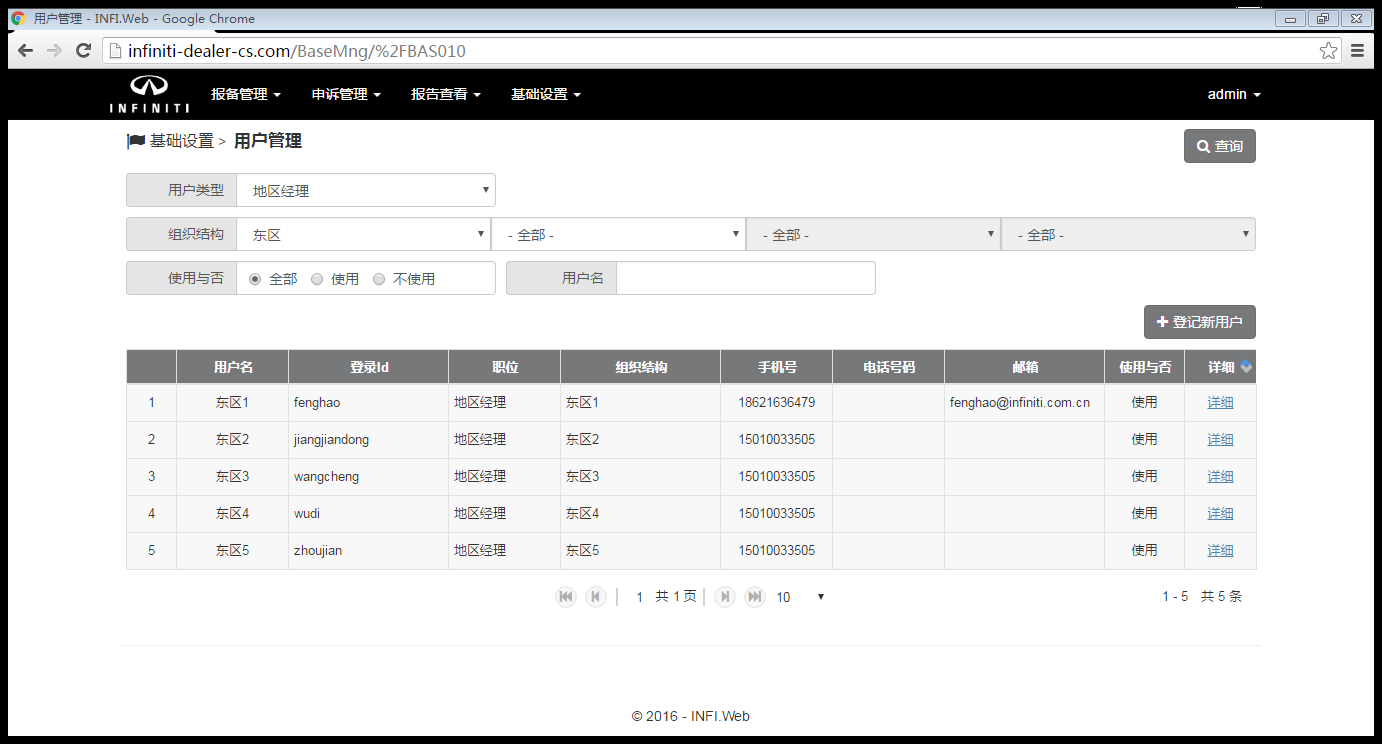 用户管理 - INFI.Web - Google Chrome
infiniti-dealer-cs.com/BaseMng/%2FBAS010
INFINITI 报备管理 申诉管理 报告查看 基础设置 admin
基础设置 > 用户管理 查询
用户类型 地区经理
组织结构 东区 - 全部 - - 全部 - - 全部 -
使用与否 全部 使用 不使用 用户名
登记新用户
用户名 登录Id 职位 组织结构 手机号 电话号码 邮箱 使用与否 详细
1 东区1 fenghao 地区经理 东区1 18621636479 fenghao@infiniti.com.cn 使用 详细
2 东区2 jiangjiandong 地区经理 东区2 15010033505 使用 详细
3 东区3 wangcheng 地区经理 东区3 15010033505 使用 详细
4 东区4 wudi 地区经理 东区4 15010033505 使用 详细
5 东区5 zhoujian 地区经理 东区5 15010033505 使用 详细
1 共 1 页 10 1 - 5 共 5 条
© 2016 - INFI.Web